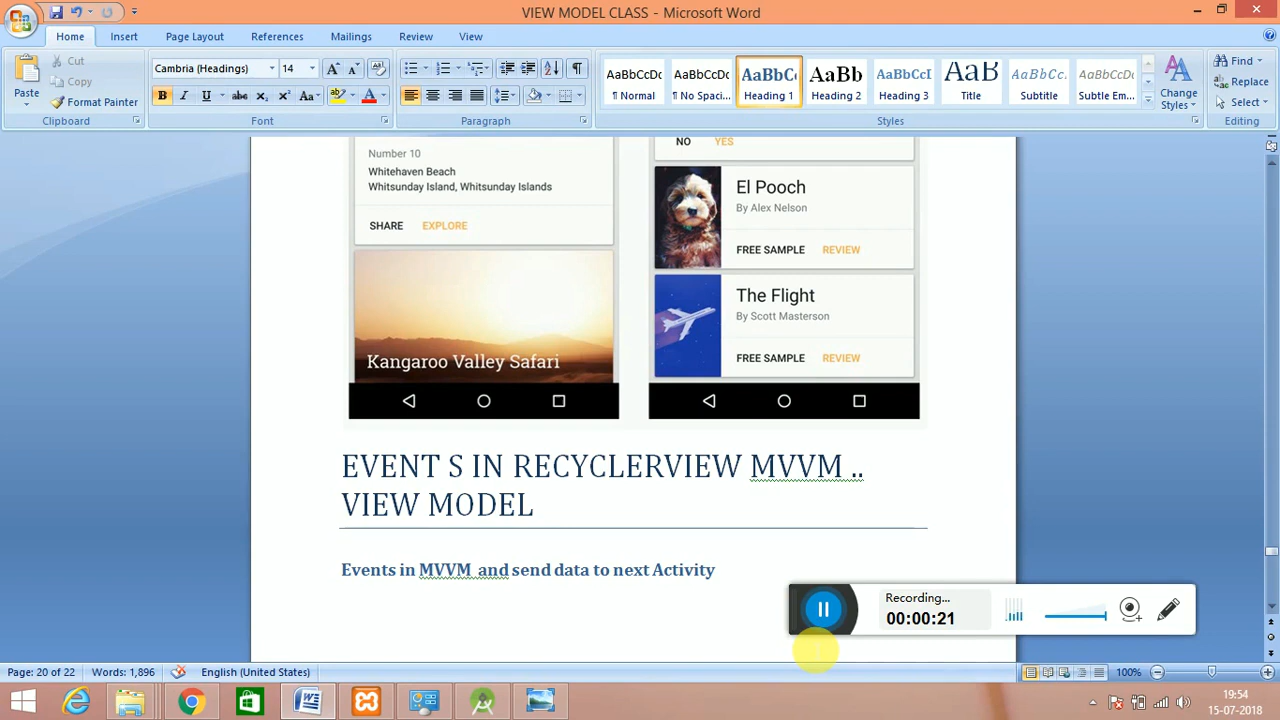 VIEW MODEL CLASS - Microsoft Word
Home Insert Page Layout References Mailings Review View
Paste
Cut
Copy
Format Painter
Clipboard
Cambria (Headings) 14
B I U abc X₂ X² Aa
Font
Paragraph
AaBbCcDc AaBbCcDc AaBbC AaBb AaBbCcI AaB AaBbCcI AaBbCcDc
¶ Normal ¶ No Spaci... Heading 1 Heading 2 Heading 3 Title Subtitle Subtle Em...
Change Styles
Styles
Find
Replace
Select
Editing
Number 10
Whitehaven Beach
Whitsunday Island, Whitsunday Islands
SHARE EXPLORE
Kangaroo Valley Safari
NO YES
El Pooch
By Alex Nelson
FREE SAMPLE REVIEW
The Flight
By Scott Masterson
FREE SAMPLE REVIEW
EVENT S IN RECYCLERVIEW MVVM ..
VIEW MODEL
Events in MVVM and send data to next Activity
Recording...
00:00:21
Page: 20 of 22 Words: 1,896 English (United States) 100%
19:54
15-07-2018